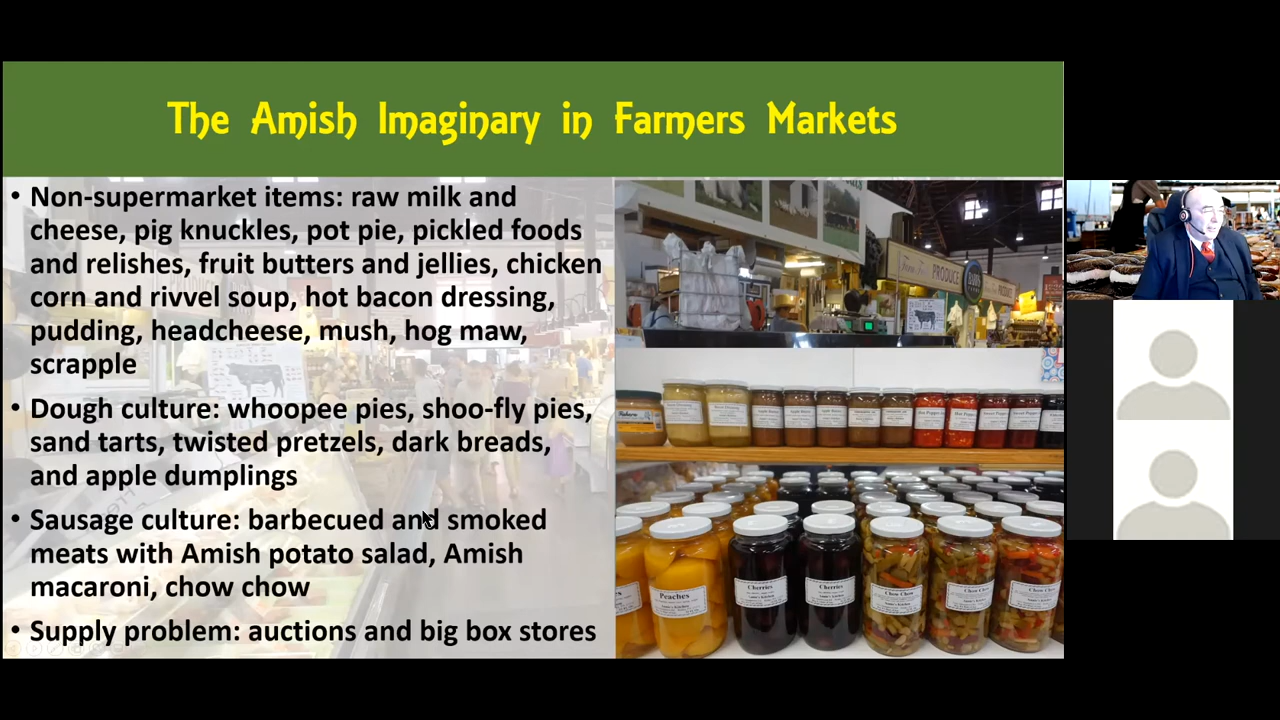 The Amish Imaginary in Farmers Markets
• Non-supermarket items: raw milk and
cheese, pig knuckles, pot pie, pickled foods
and relishes, fruit butters and jellies, chicken
corn and rivvel soup, hot bacon dressing,
pudding, headcheese, mush, hog maw,
scrapple
• Dough culture: whoopee pies, shoo-fly pies,
sand tarts, twisted pretzels, dark breads,
and apple dumplings
• Sausage culture: barbecued and smoked
meats with Amish potato salad, Amish
macaroni, chow chow
• Supply problem: auctions and big box stores
PRODUCE
Peaches
Cherries
Cherries
Chow Chow
Chow Chow